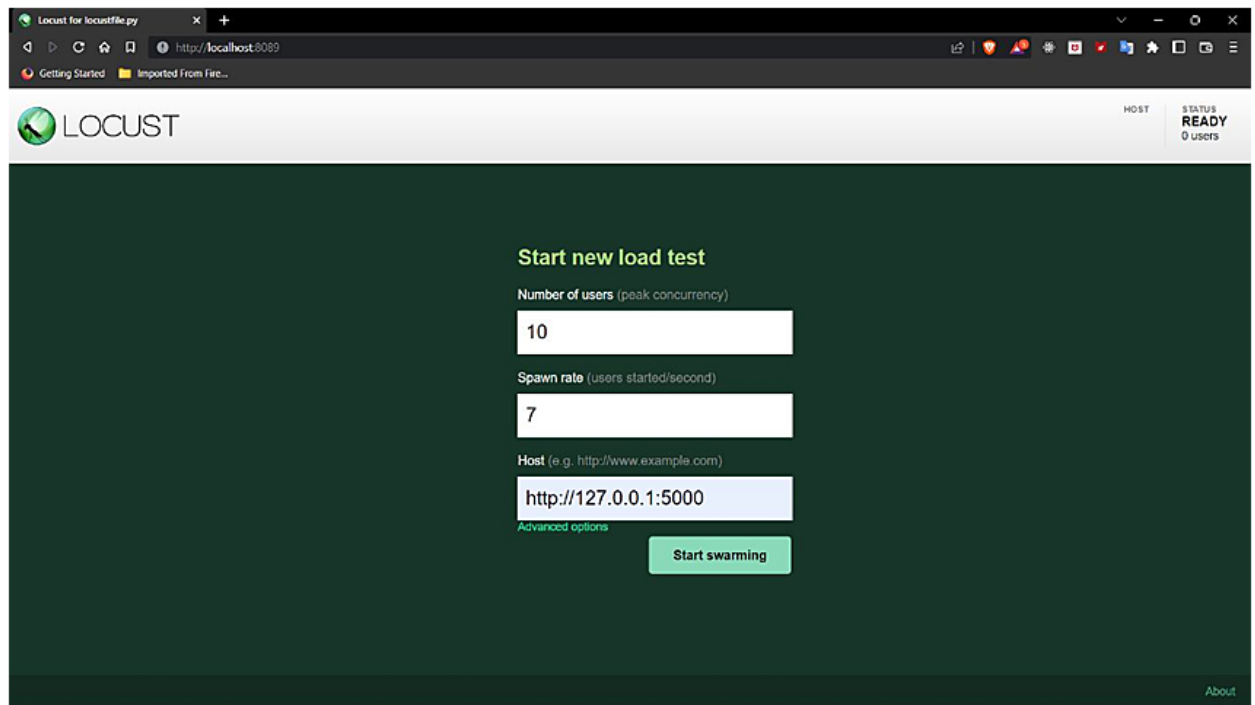 Locust for locustfile.py
http://localhost:8089
Getting Started
Imported From Fire...
LOCUST
HOST
STATUS
READY
0 users
Start new load test
Number of users (peak concurrency)
10
Spawn rate (users started/second)
7
Host (e.g. http://www.example.com)
http://127.0.0.1:5000
Advanced options
Start swarming
About